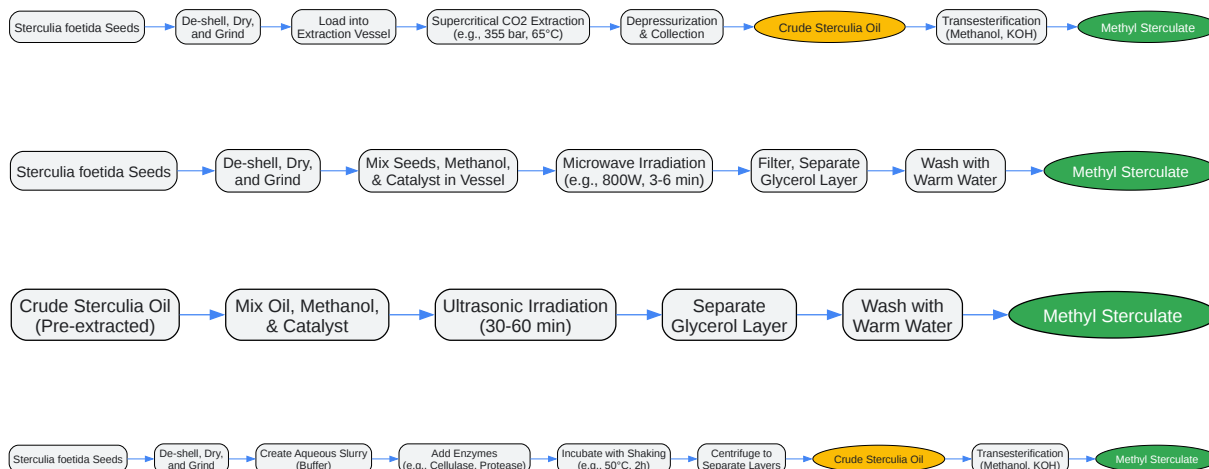 Sterculia foetida Seeds
De-shell, Dry,
and Grind
Load into
Extraction Vessel
Supercritical CO2 Extraction
(e.g., 355 bar, 65°C)
Depressurization
& Collection
Crude Sterculia Oil
Transesterification
(Methanol, KOH)
Methyl Sterculate
Sterculia foetida Seeds
De-shell, Dry,
and Grind
Mix Seeds, Methanol,
& Catalyst in Vessel
Microwave Irradiation
(e.g., 800W, 3-6 min)
Filter, Separate
Glycerol Layer
Wash with
Warm Water
Methyl Sterculate
Crude Sterculia Oil
(Pre-extracted)
Mix Oil, Methanol,
& Catalyst
Ultrasonic Irradiation
(30-60 min)
Separate
Glycerol Layer
Wash with
Warm Water
Methyl Sterculate
Sterculia foetida Seeds
De-shell, Dry,
and Grind
Create Aqueous Slurry
(Buffer)
Add Enzymes
(e.g., Cellulase, Protease)
Incubate with Shaking
(e.g., 50°C, 2h)
Centrifuge to
Separate Layers
Crude Sterculia Oil
Transesterification
(Methanol, KOH)
Methyl Sterculate